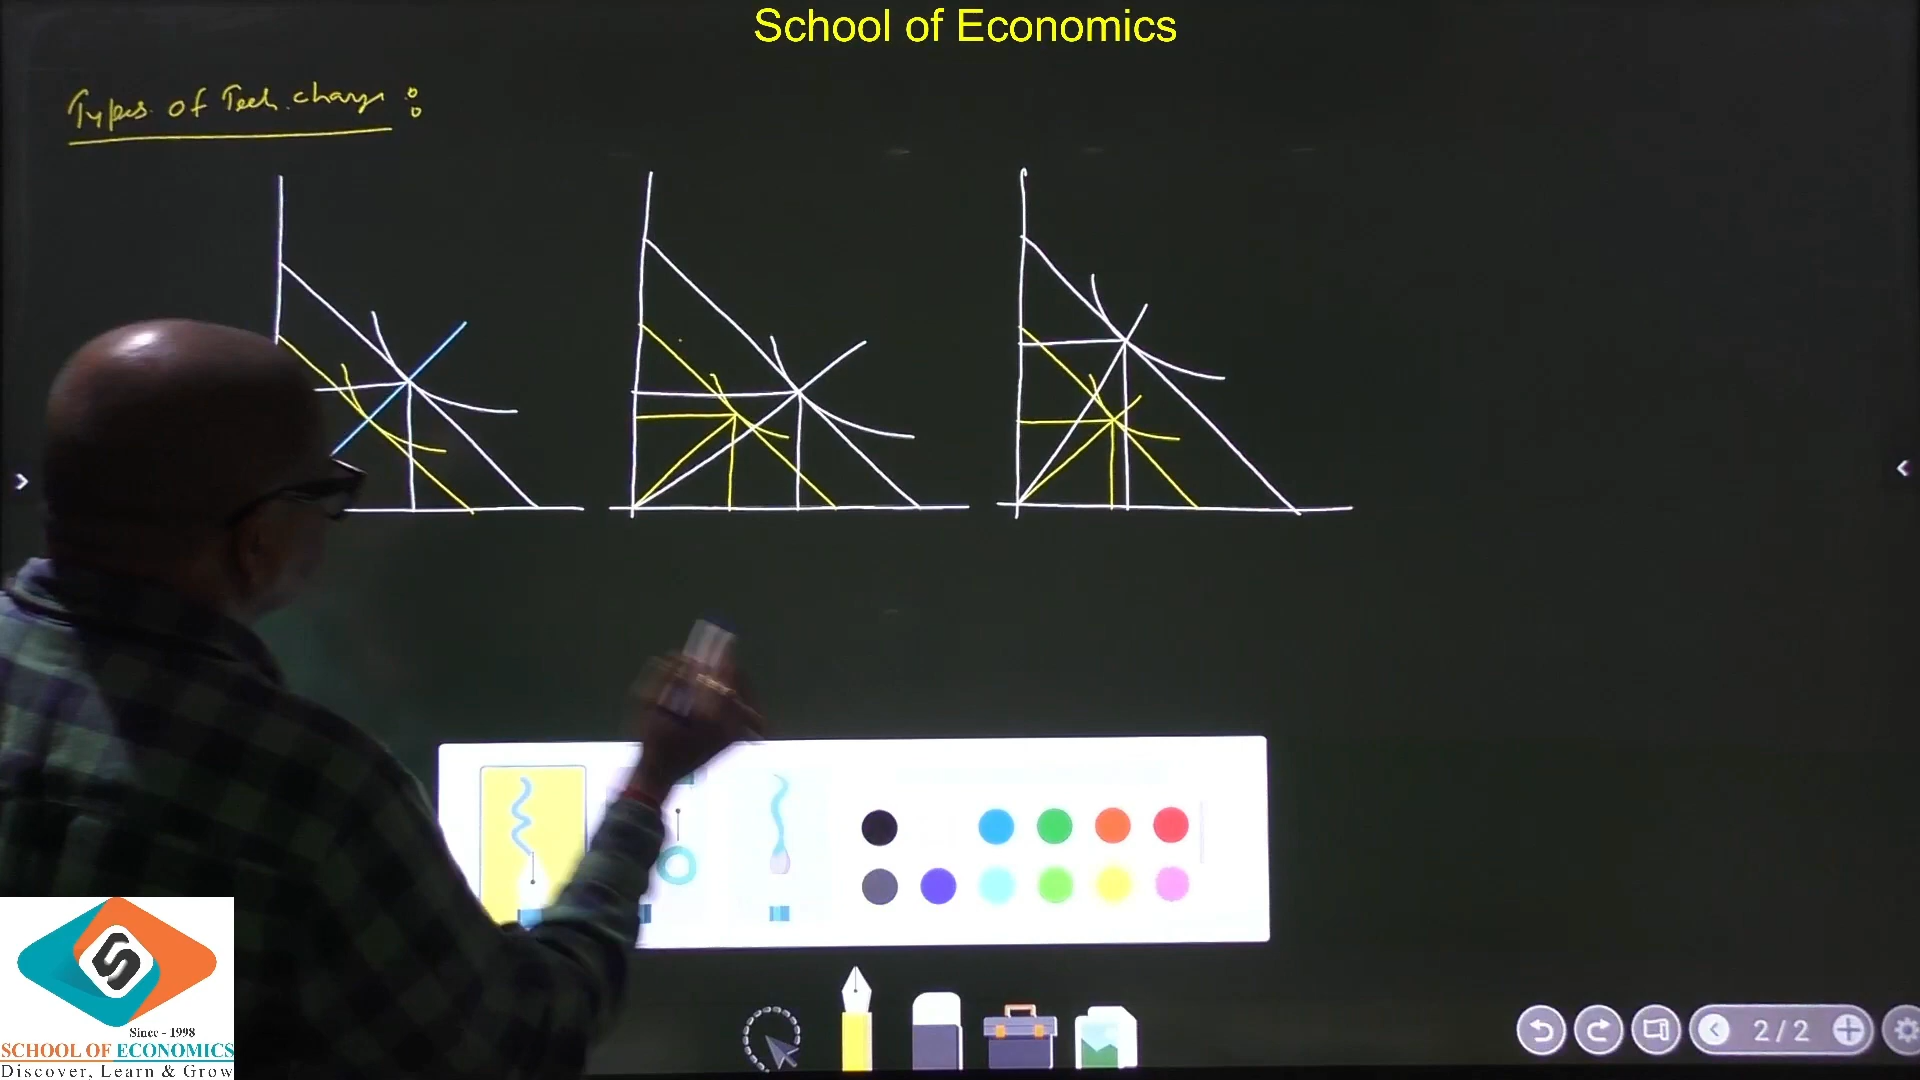 School of Economics
Types of Tech. change :
2/2
S
Since - 1998
SCHOOL OF ECONOMICS
Discover, Learn & Grow